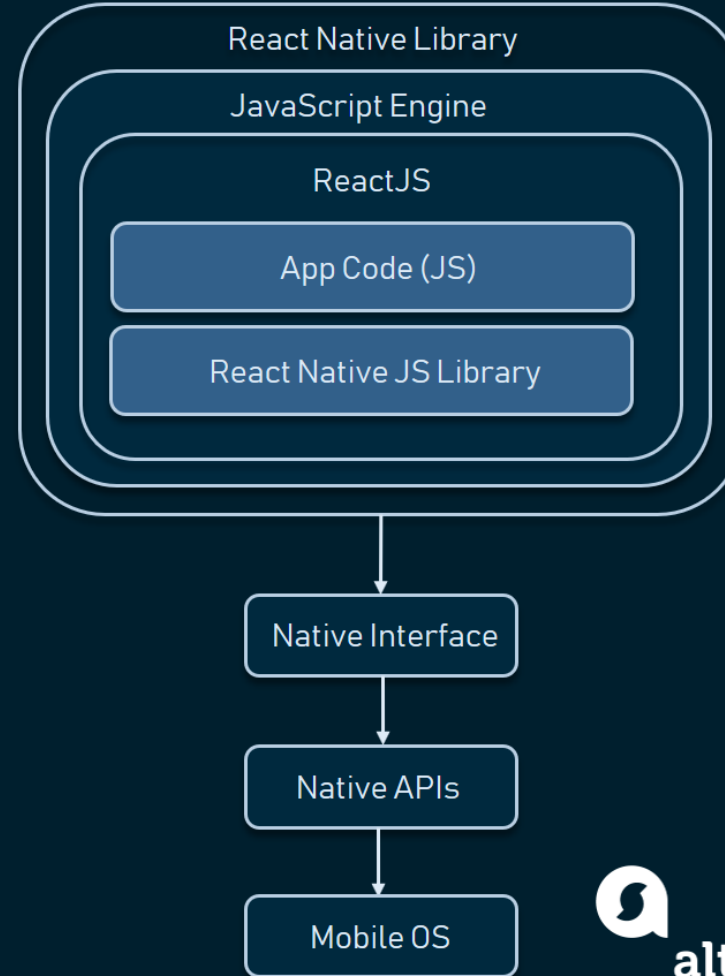 React Native Library
JavaScript Engine
ReactJS
App Code (JS)
React Native JS Library
Native Interface
Native APIs
Mobile OS